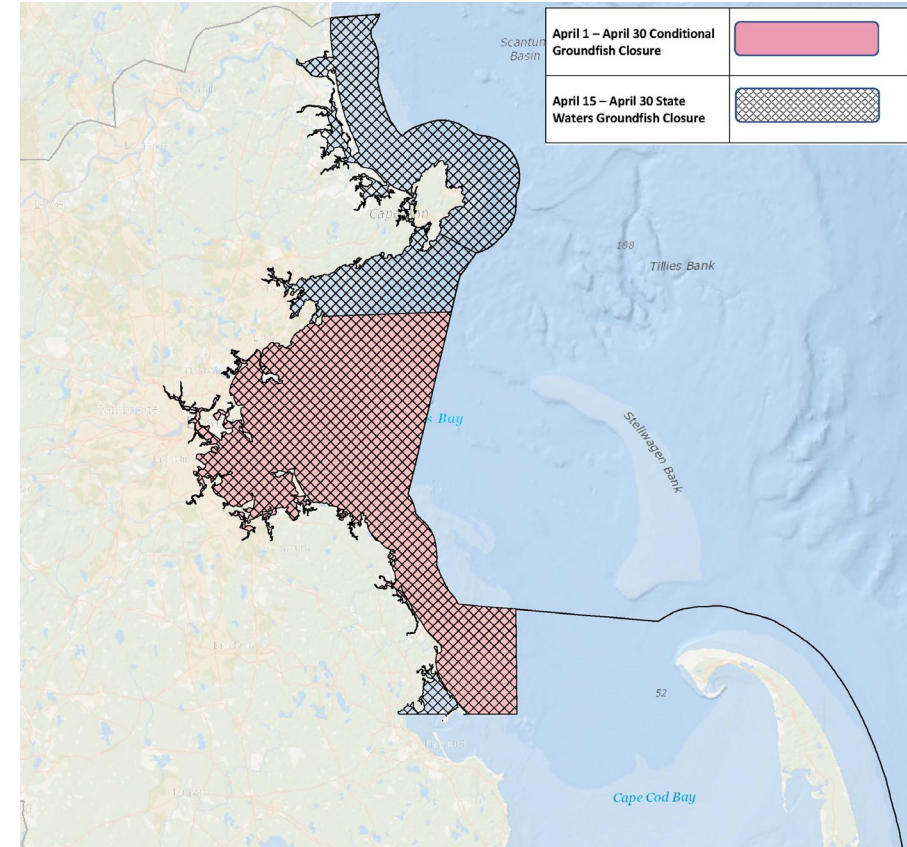 Scantum
Basin
April 1 – April 30 Conditional
Groundfish Closure
April 15 – April 30 State
Waters Groundfish Closure
188
Tillies Bank
s Bay
Stellwagen Bank
52
Cape Cod Bay